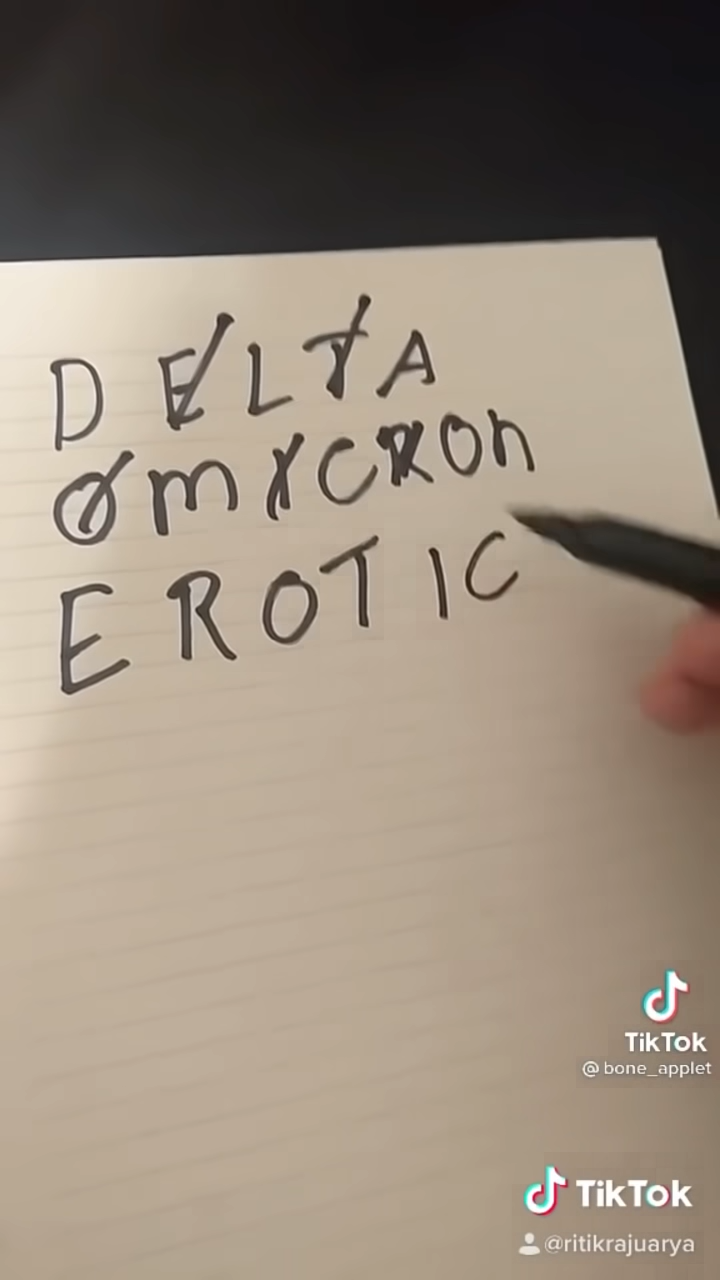 DELTA
OMICRON
EROTIC
TikTok
@bone_applet
TikTok
@ritikrajuarya